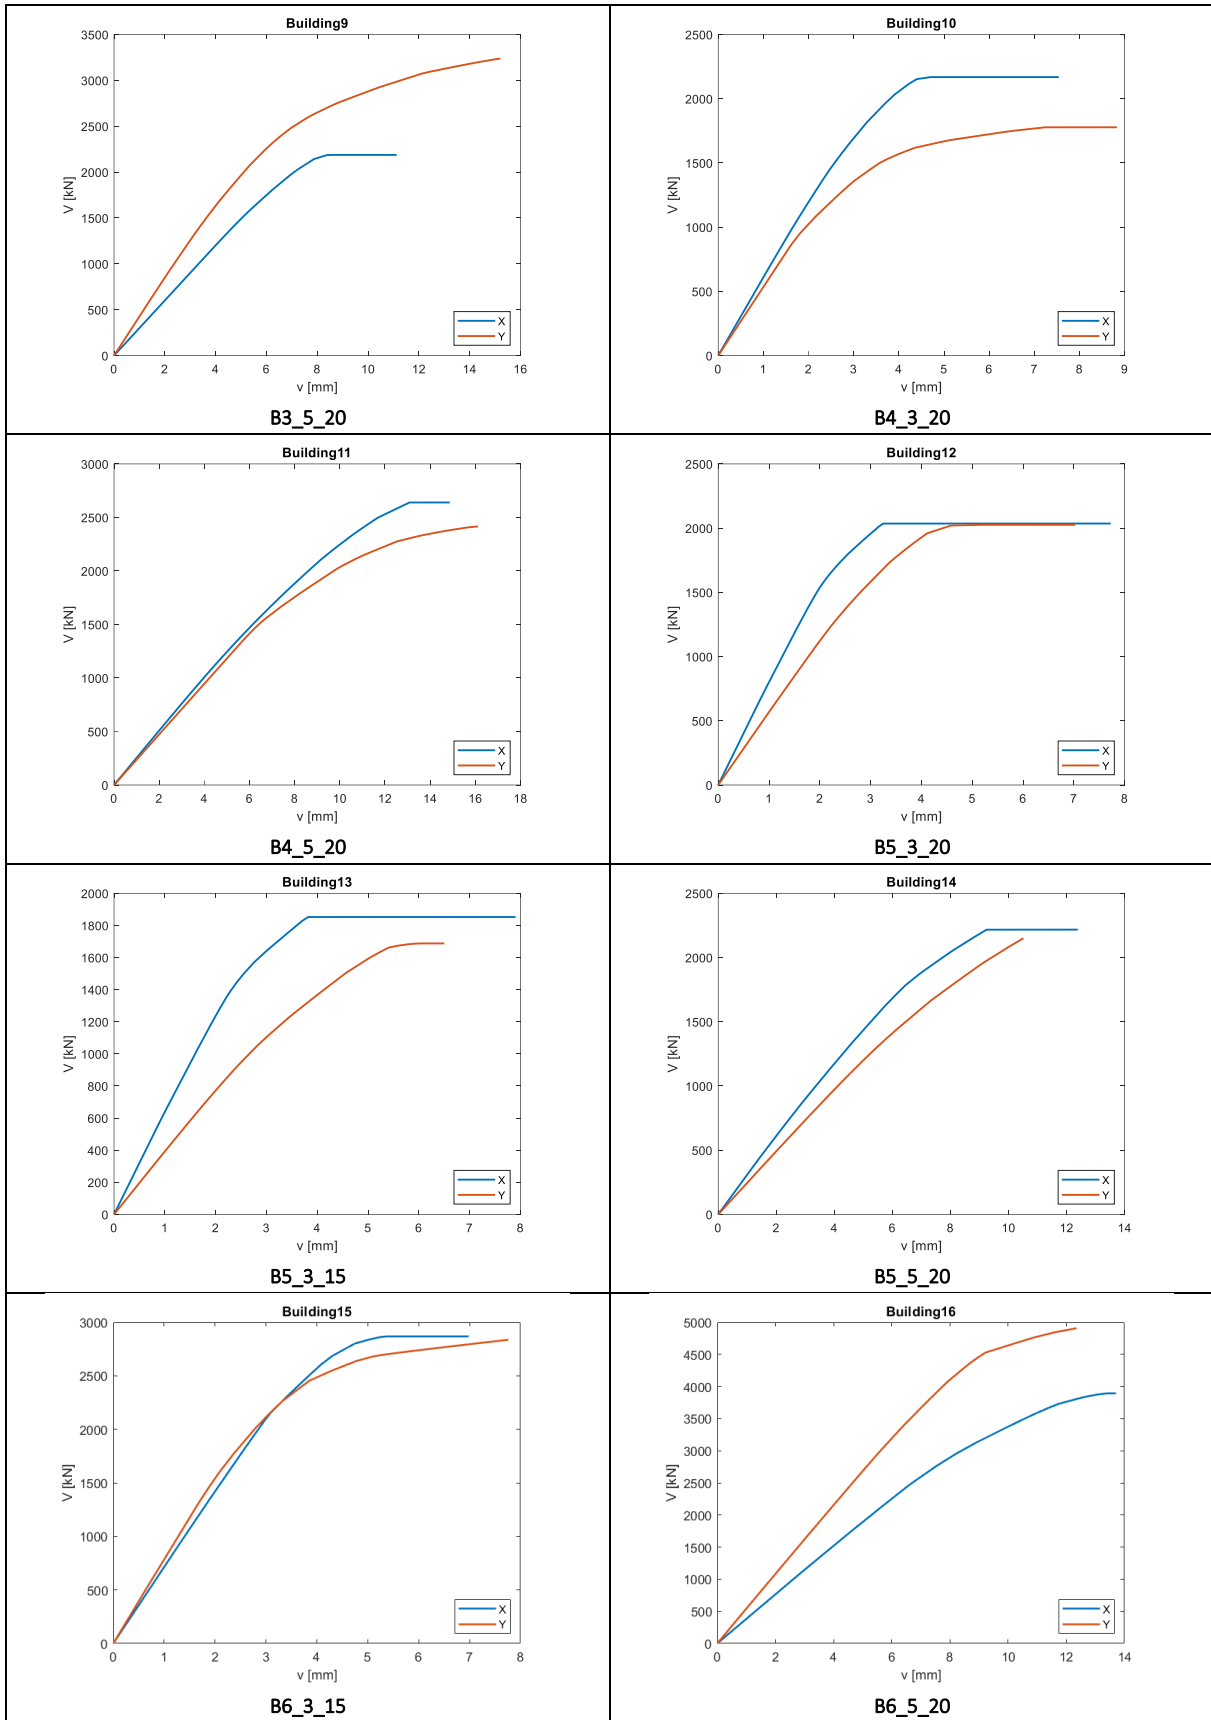 Building9
3500
3000
2500
2000
1500
1000
500
0
V [kN]
0 2 4 6 8 10 12 14 16
v [mm]
X
Y
B3_5_20
Building10
2500
2000
1500
1000
500
0
V [kN]
0 1 2 3 4 5 6 7 8 9
v [mm]
X
Y
B4_3_20
Building11
3000
2500
2000
1500
1000
500
0
V [kN]
0 2 4 6 8 10 12 14 16 18
v [mm]
X
Y
B4_5_20
Building12
2500
2000
1500
1000
500
0
V [kN]
0 1 2 3 4 5 6 7 8
v [mm]
X
Y
B5_3_20
Building13
2000
1800
1600
1400
1200
1000
800
600
400
200
0
V [kN]
0 1 2 3 4 5 6 7 8
v [mm]
X
Y
B5_3_15
Building14
2500
2000
1500
1000
500
0
V [kN]
0 2 4 6 8 10 12 14
v [mm]
X
Y
B5_5_20
Building15
3000
2500
2000
1500
1000
500
0
V [kN]
0 1 2 3 4 5 6 7 8
v [mm]
X
Y
B6_3_15
Building16
5000
4500
4000
3500
3000
2500
2000
1500
1000
500
0
V [kN]
0 2 4 6 8 10 12 14
v [mm]
X
Y
B6_5_20